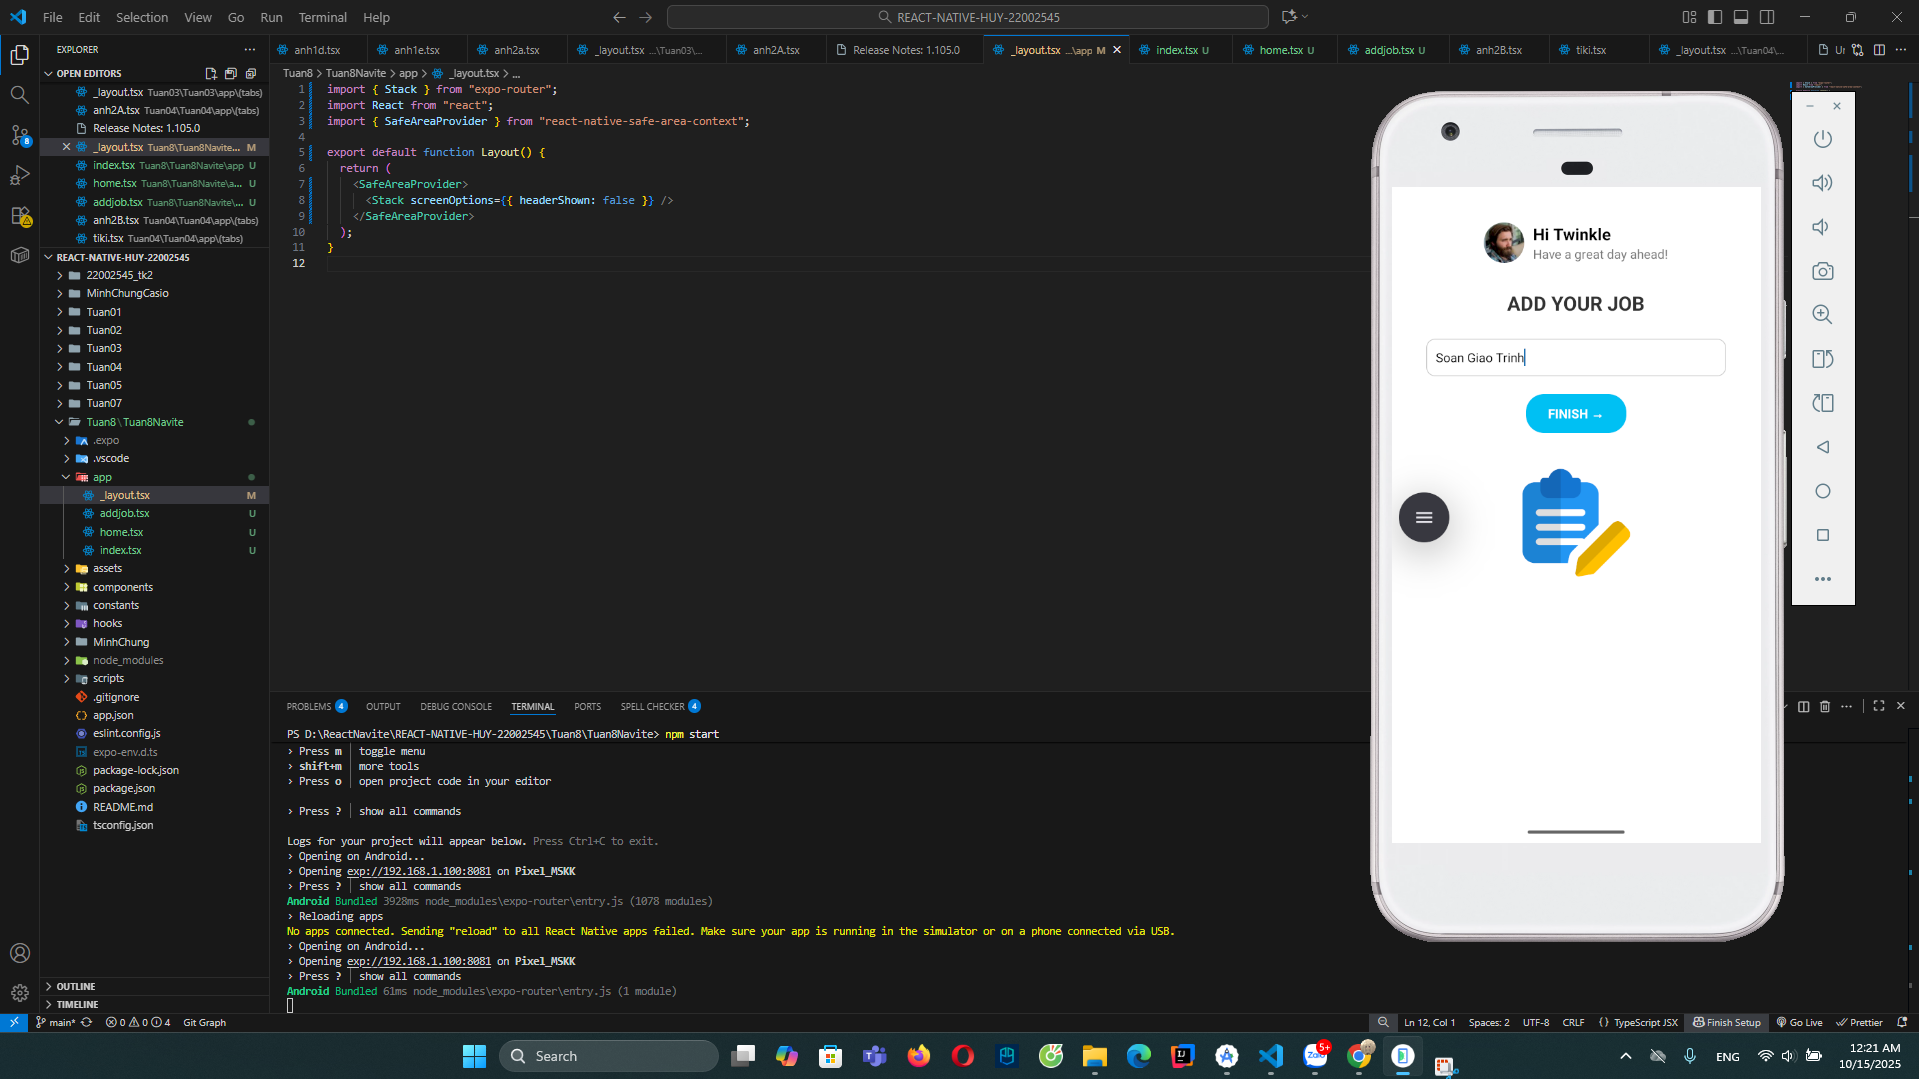 File Edit Selection View Go Run Terminal Help
REACT-NATIVE-HUY-22002545
EXPLORER
OPEN EDITORS
_layout.tsx Tuan03\Tuan03\app\(tabs)
anh2A.tsx Tuan04\Tuan04\app\(tabs)
Release Notes: 1.105.0
_layout.tsx Tuan8\Tuan8Navite... M
index.tsx Tuan8\Tuan8Navite\app U
home.tsx Tuan8\Tuan8Navite\a... U
addjob.tsx Tuan8\Tuan8Navite\... U
anh2B.tsx Tuan04\Tuan04\app\(tabs)
tiki.tsx Tuan04\Tuan04\app\(tabs)
REACT-NATIVE-HUY-22002545
22002545_tk2
MinhChungCasio
Tuan01
Tuan02
Tuan03
Tuan04
Tuan05
Tuan07
Tuan8\Tuan8Navite
.expo
.vscode
app
_layout.tsx M
addjob.tsx U
home.tsx U
index.tsx U
assets
components
constants
hooks
MinhChung
node_modules
scripts
.gitignore
app.json
eslint.config.js
expo-env.d.ts
package-lock.json
package.json
README.md
tsconfig.json
OUTLINE
TIMELINE
anh1d.tsx anh1e.tsx anh2a.tsx _layout.tsx ...\Tuan03\... anh2A.tsx Release Notes: 1.105.0 _layout.tsx ...\app M index.tsx U home.tsx U addjob.tsx U anh2B.tsx tiki.tsx _layout.tsx ...\Tuan04\... Ur
Tuan8 > Tuan8Navite > app > _layout.tsx > ...
1 import { Stack } from "expo-router";
2 import React from "react";
3 import { SafeAreaProvider } from "react-native-safe-area-context";
4
5 export default function Layout() {
6 return (
7 <SafeAreaProvider>
8 <Stack screenOptions={{ headerShown: false }} />
9 </SafeAreaProvider>
10 );
11 }
12
Hi Twinkle
Have a great day ahead!
ADD YOUR JOB
Soan Giao Trinh
FINISH →
PROBLEMS 4 OUTPUT DEBUG CONSOLE TERMINAL PORTS SPELL CHECKER 4
PS D:\ReactNavite\REACT-NATIVE-HUY-22002545\Tuan8\Tuan8Navite> npm start
› Press m │ toggle menu
› shift+m │ more tools
› Press o │ open project code in your editor
› Press ? │ show all commands
Logs for your project will appear below. Press Ctrl+C to exit.
› Opening on Android...
› Opening exp://192.168.1.100:8081 on Pixel_MSKK
› Press ? │ show all commands
Android Bundled 3928ms node_modules\expo-router\entry.js (1078 modules)
› Reloading apps
No apps connected. Sending "reload" to all React Native apps failed. Make sure your app is running in the simulator or on a phone connected via USB.
› Opening on Android...
› Opening exp://192.168.1.100:8081 on Pixel_MSKK
› Press ? │ show all commands
Android Bundled 61ms node_modules\expo-router\entry.js (1 module)
main* 0 0 4 Git Graph
Ln 12, Col 1 Spaces: 2 UTF-8 CRLF {} TypeScript JSX Finish Setup Go Live Prettier
Search
Zalo 5+
ENG
12:21 AM
10/15/2025